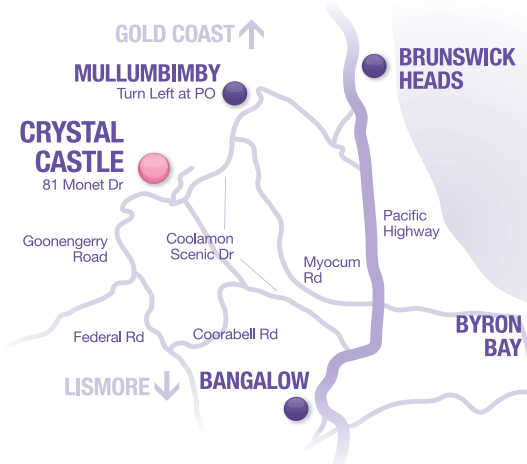 GOLD COAST
BRUNSWICK
HEADS
MULLUMBIMBY
Turn Left at PO
CRYSTAL
CASTLE
81 Monet Dr
Pacific
Highway
Goonengerry
Road
Coolamon
Scenic Dr
Myocum
Rd
BYRON
BAY
Federal Rd
Coorabell Rd
LISMORE
BANGALOW